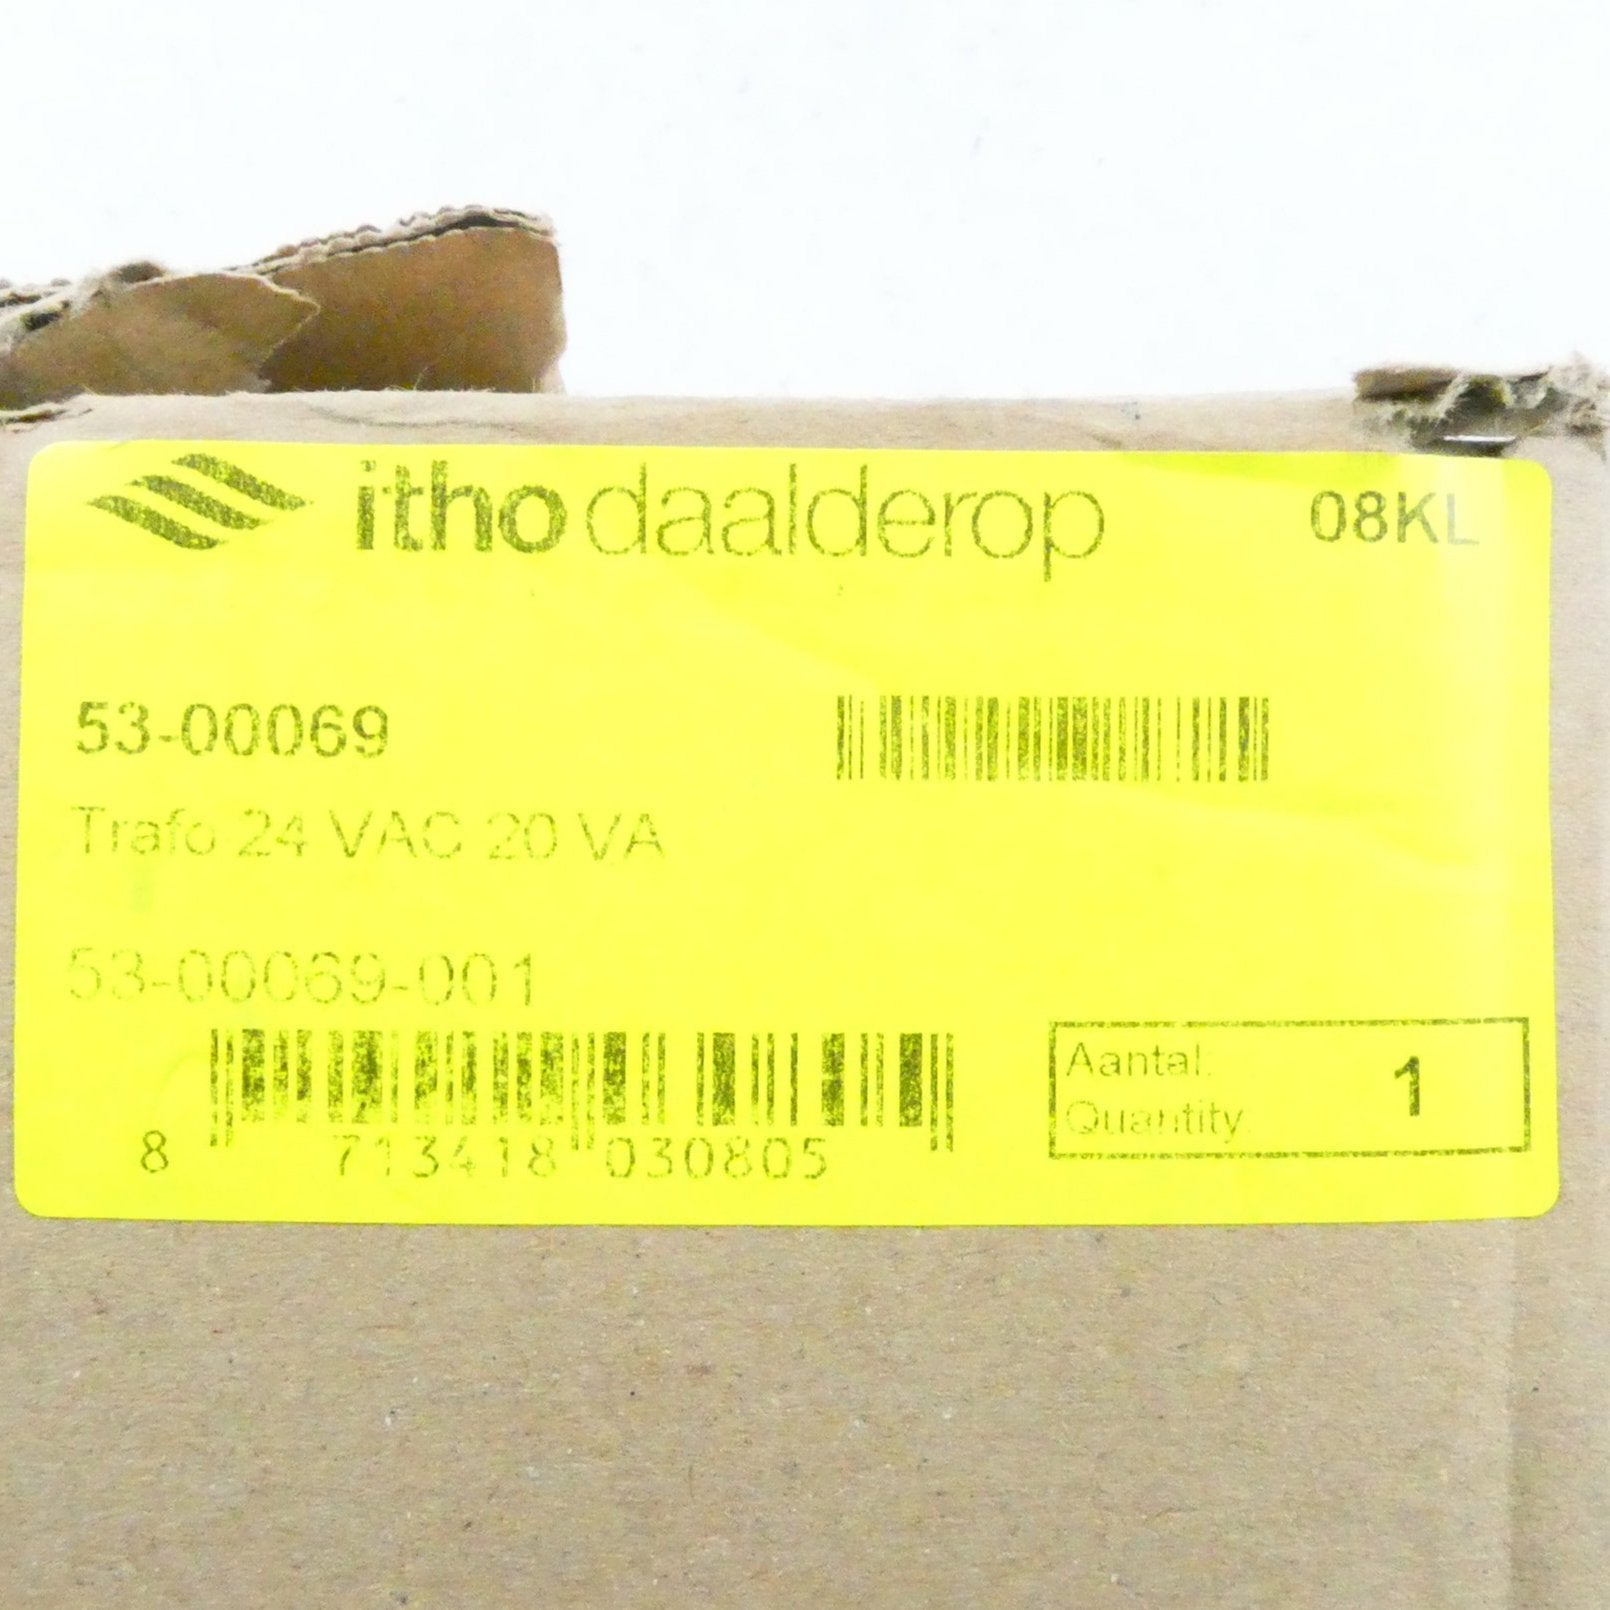 itho daalderop 08KL
53-00069
Trafo 24 VAC 20 VA
53-00069-001
Aantal: 1
Quantity:
8 713418 030805